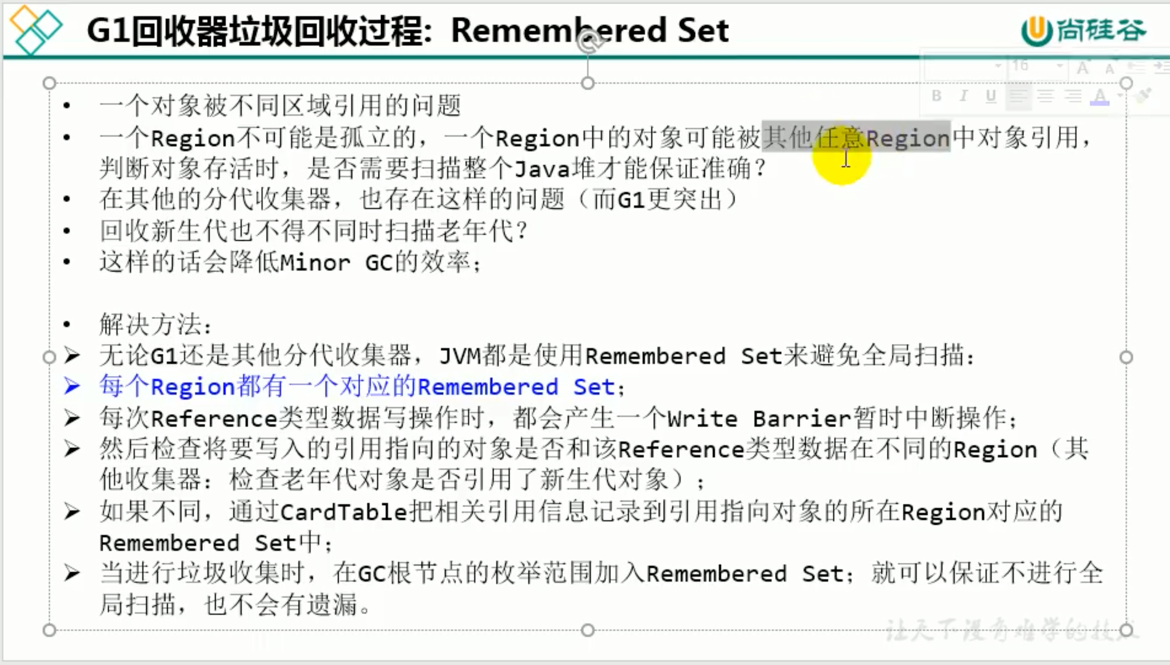 G1回收器垃圾回收过程: Remembered Set
尚硅谷
16
B I U A
• 一个对象被不同区域引用的问题
• 一个Region不可能是孤立的，一个Region中的对象可能被其他任意Region中对象引用，
判断对象存活时，是否需要扫描整个Java堆才能保证准确？
• 在其他的分代收集器，也存在这样的问题（而G1更突出）
• 回收新生代也不得不同时扫描老年代？
• 这样的话会降低Minor GC的效率；
• 解决方法：
➢ 无论G1还是其他分代收集器，JVM都是使用Remembered Set来避免全局扫描：
➢ 每个Region都有一个对应的Remembered Set；
➢ 每次Reference类型数据写操作时，都会产生一个Write Barrier暂时中断操作；
➢ 然后检查将要写入的引用指向的对象是否和该Reference类型数据在不同的Region（其
他收集器：检查老年代对象是否引用了新生代对象）；
➢ 如果不同，通过CardTable把相关引用信息记录到引用指向对象的所在Region对应的
Remembered Set中；
➢ 当进行垃圾收集时，在GC根节点的枚举范围加入Remembered Set；就可以保证不进行全
局扫描，也不会有遗漏。
让天下没有难学的技术